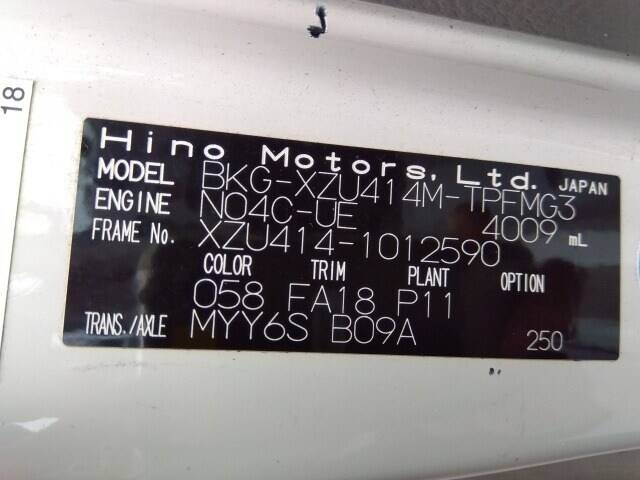 18
Hino Motors, Ltd. JAPAN
MODEL BKG-XZU414M-TPFMG3
ENGINE N04C-UE 4009 mL
FRAME No. XZU414-1012590
COLOR TRIM PLANT OPTION
058 FA18 P11
TRANS./AXLE MYY6S B09A 250